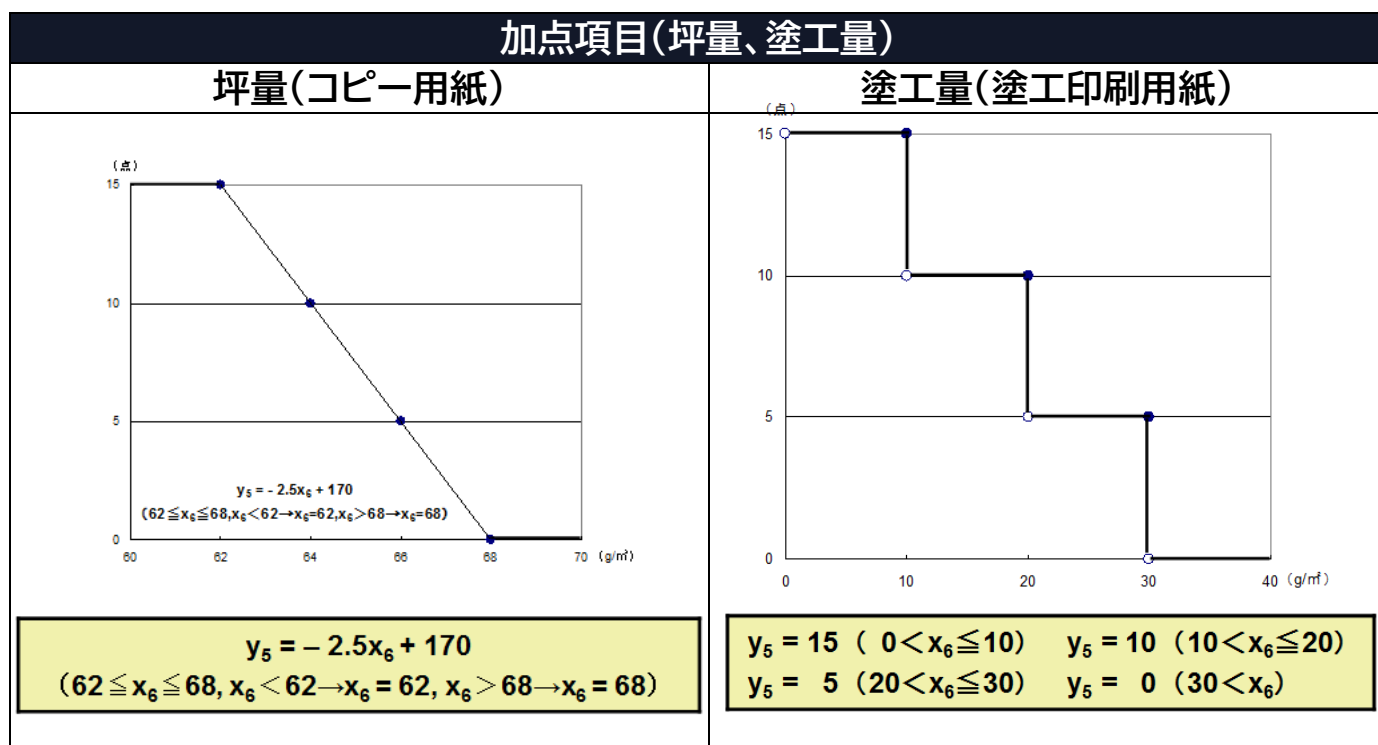 加点項目(坪量、塗工量)
坪量(コピー用紙)
(点)
15
10
5
0
60 62 64 66 68 70 (g/㎡)
y₅ = - 2.5x₆ + 170
(62≦x₆≦68,x₆<62→x₆=62,x₆>68→x₆=68)
y₅ = – 2.5x₆ + 170
(62≦x₆≦68, x₆<62→x₆ = 62, x₆>68→x₆ = 68)
塗工量(塗工印刷用紙)
(点)
15
10
5
0
0 10 20 30 40 (g/㎡)
y₅ = 15 ( 0<x₆≦10) y₅ = 10 (10<x₆≦20)
y₅ = 5 (20<x₆≦30) y₅ = 0 (30<x₆)